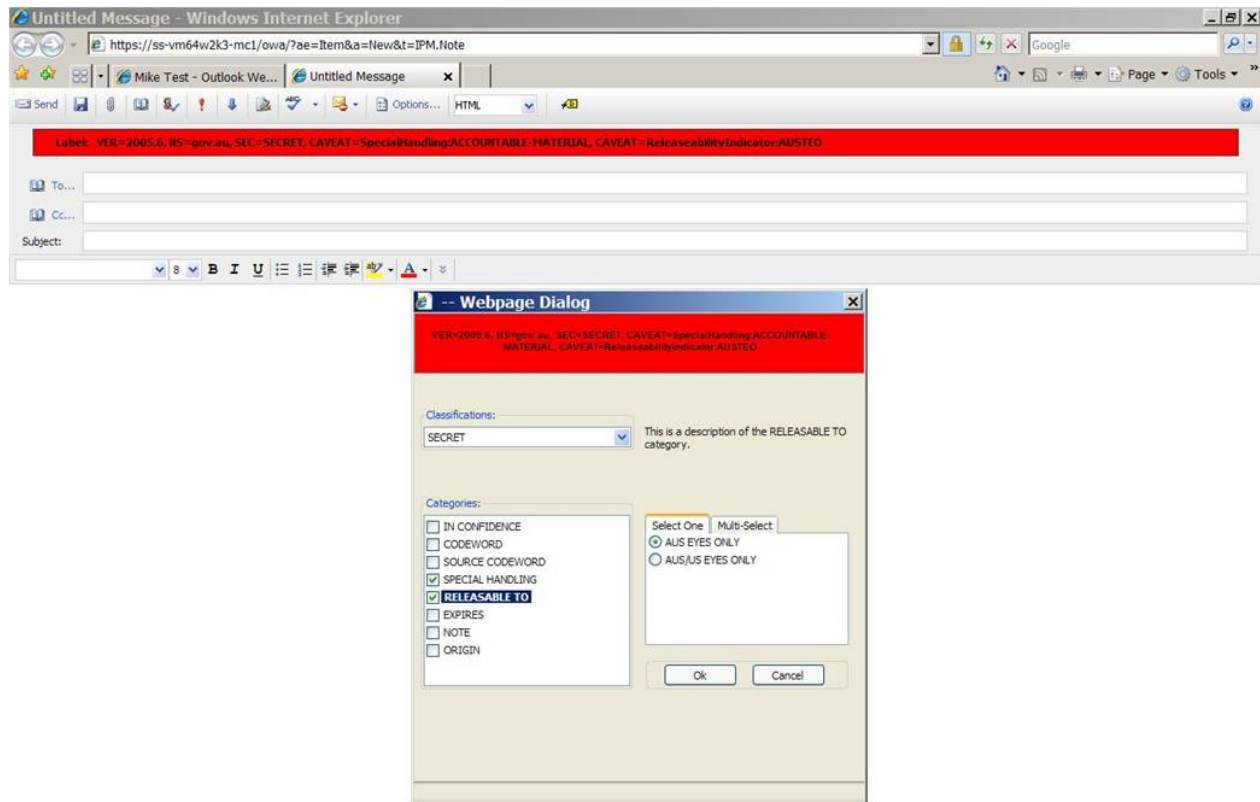 Untitled Message - Windows Internet Explorer
https://ss-vm64w2k3-mc1/owa/?ae=Item&a=New&t=IPM.Note
Google
Mike Test - Outlook We...
Untitled Message
Page
Tools
Send
Options...
HTML
Label: VER=2005.6, NS=gov.au, SEC=SECRET, CAVEAT=SpecialHandling:ACCOUNTABLE-MATERIAL, CAVEAT=ReleaseabilityIndicator:AUSTEO
To...
Cc...
Subject:
8 B I U A
-- Webpage Dialog
VER=2005.6, NS=gov.au, SEC=SECRET, CAVEAT=SpecialHandling:ACCOUNTABLE-
MATERIAL, CAVEAT=ReleaseabilityIndicator:AUSTEO
Classifications:
SECRET
This is a description of the RELEASABLE TO
category.
Categories:
IN CONFIDENCE
CODEWORD
SOURCE CODEWORD
SPECIAL HANDLING
RELEASABLE TO
EXPIRES
NOTE
ORIGIN
Select One
Multi-Select
AUS EYES ONLY
AUS/US EYES ONLY
Ok
Cancel